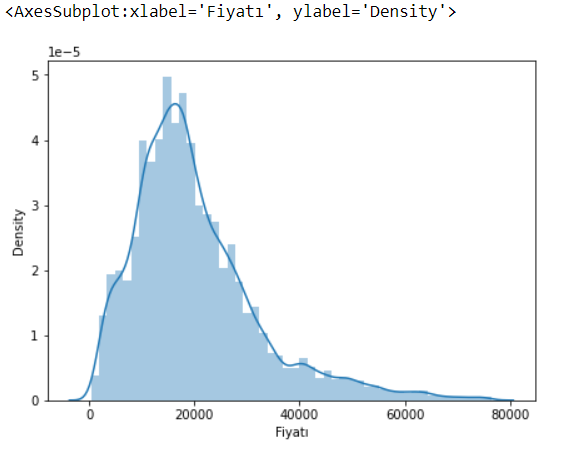 <AxesSubplot:xlabel='Fiyatı', ylabel='Density'>
1e−5
5
4
3
2
1
0
Density
0 20000 40000 60000 80000
Fiyatı